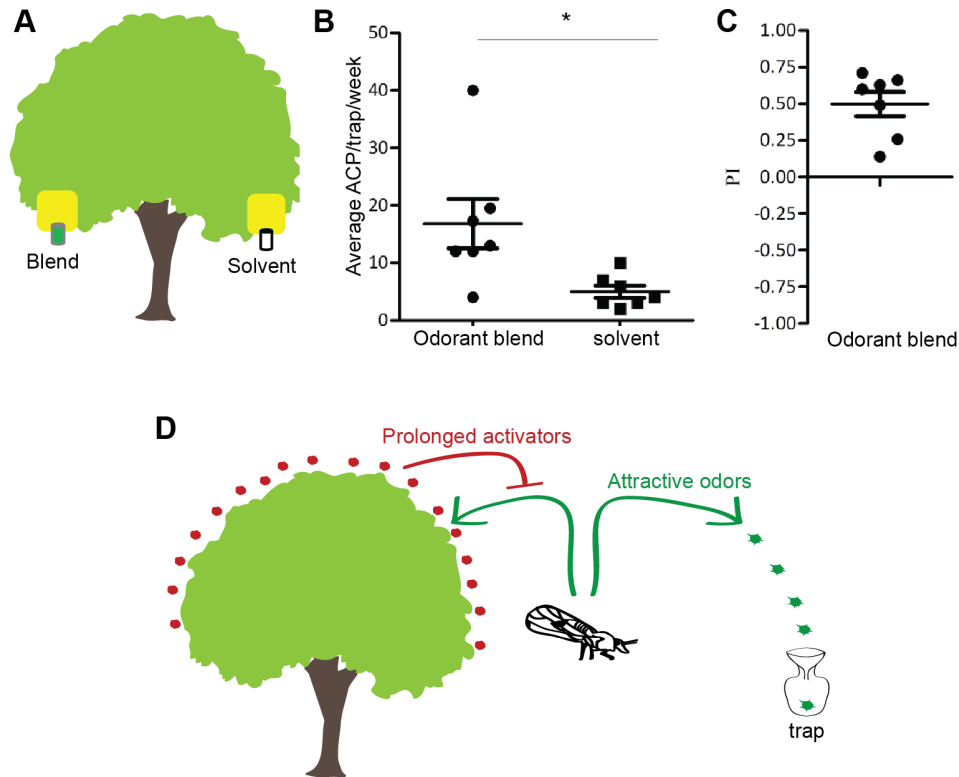 A
Blend
Solvent
B
*
Average ACP/trap/week
50
40
30
20
10
0
Odorant blend
solvent
C
PI
1.00
0.75
0.50
0.25
0.00
-0.25
-0.50
-0.75
-1.00
Odorant blend
D
Prolonged activators
Attractive odors
trap